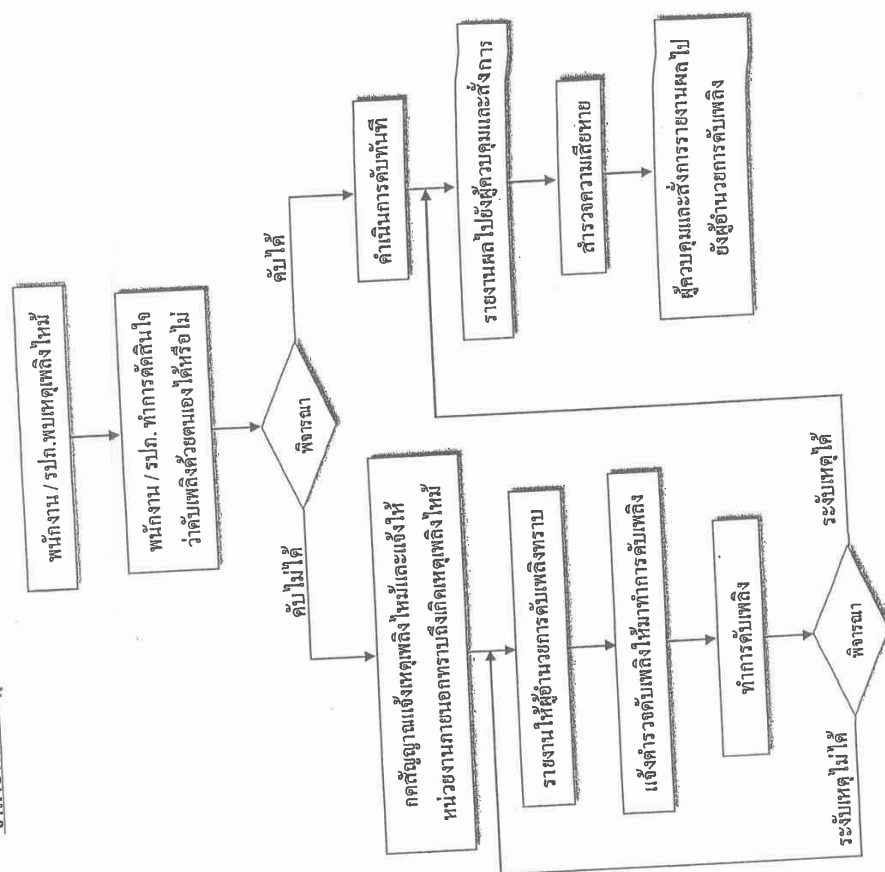 พนักงาน / รปภ.พบเหตุเพลิงไหม้
พนักงาน / รปภ. ทำการตัดสินใจ
ว่าดับเพลิงด้วยตนเองได้หรือไม่
พิจารณา
ดับไม่ได้
ดับได้
กดสัญญาณแจ้งเหตุเพลิงไหม้และแจ้งให้
หน่วยงานภายนอกทราบถึงเกิดเหตุเพลิงไหม้
รายงานให้ผู้อำนวยการดับเพลิงทราบ
แจ้งตำรวจดับเพลิงให้มาทำการดับเพลิง
ทำการดับเพลิง
พิจารณา
ระงับเหตุไม่ได้
ระงับเหตุได้
ดำเนินการดับทันที
รายงานผลไปยังผู้ควบคุมและสั่งการ
สำรวจความเสียหาย
ผู้ควบคุมและสั่งการรายงานผลไป
ยังผู้อำนวยการดับเพลิง